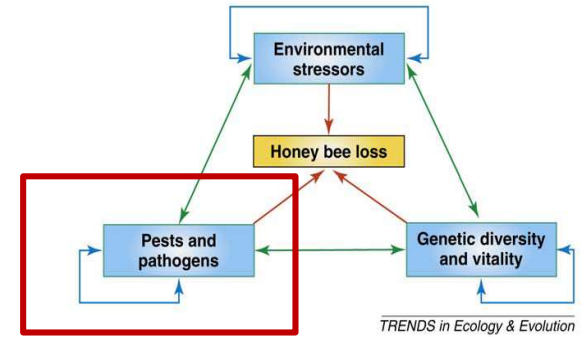 Environmental
stressors
Honey bee loss
Pests and
pathogens
Genetic diversity
and vitality
TRENDS in Ecology & Evolution